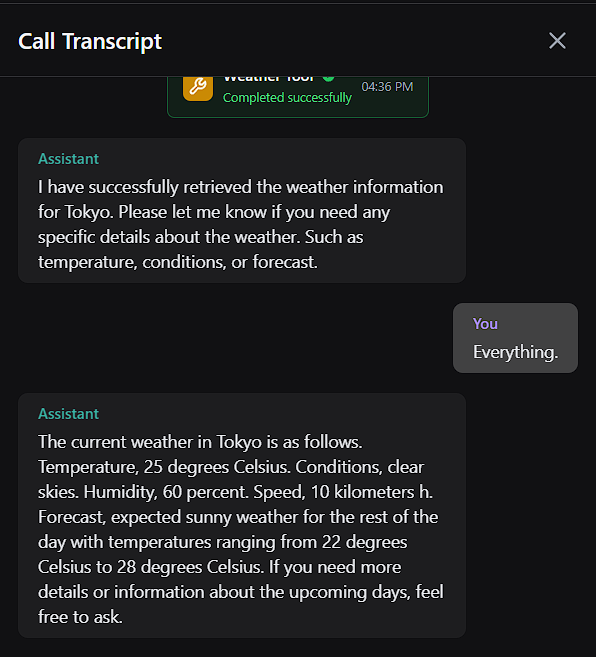 Call Transcript
Weather Tool
Completed successfully
04:36 PM
Assistant
I have successfully retrieved the weather information
for Tokyo. Please let me know if you need any
specific details about the weather. Such as
temperature, conditions, or forecast.
You
Everything.
Assistant
The current weather in Tokyo is as follows.
Temperature, 25 degrees Celsius. Conditions, clear
skies. Humidity, 60 percent. Speed, 10 kilometers h.
Forecast, expected sunny weather for the rest of the
day with temperatures ranging from 22 degrees
Celsius to 28 degrees Celsius. If you need more
details or information about the upcoming days, feel
free to ask.